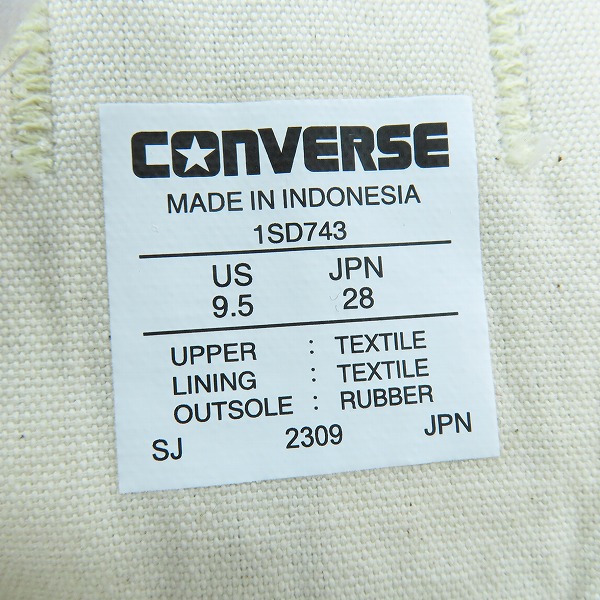 CONVERSE
MADE IN INDONESIA
1SD743
US JPN
9.5 28
UPPER : TEXTILE
LINING : TEXTILE
OUTSOLE : RUBBER
SJ 2309 JPN